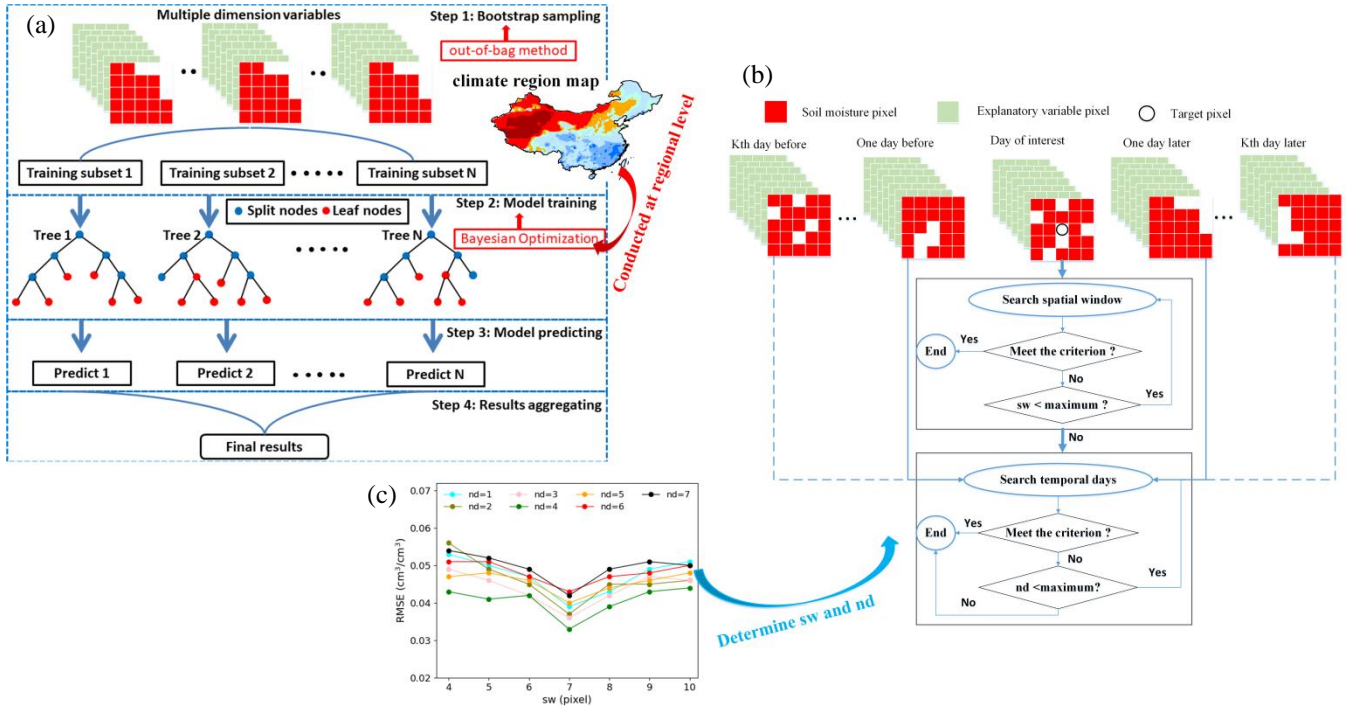 (a)
Multiple dimension variables
Step 1: Bootstrap sampling
out-of-bag method
climate region map
Training subset 1
Training subset 2
Training subset N
Conducted at regional level
Split nodes
Leaf nodes
Step 2: Model training
Bayesian Optimization
Tree 1
Tree 2
Tree N
Step 3: Model predicting
Predict 1
Predict 2
Predict N
Step 4: Results aggregating
Final results
(b)
Soil moisture pixel
Explanatory variable pixel
Target pixel
Kth day before
One day before
Day of interest
One day later
Kth day later
Search spatial window
Yes
End
Meet the criterion ?
No
Yes
sw < maximum ?
No
Search temporal days
Yes
End
Meet the criterion ?
No
Yes
nd <maximum?
No
(c)
nd=1 nd=3 nd=5 nd=7
nd=2 nd=4 nd=6
0.07
0.06
0.05
0.04
0.03
0.02
RMSE (cm³/cm³)
4 5 6 7 8 9 10
sw (pixel)
Determine sw and nd